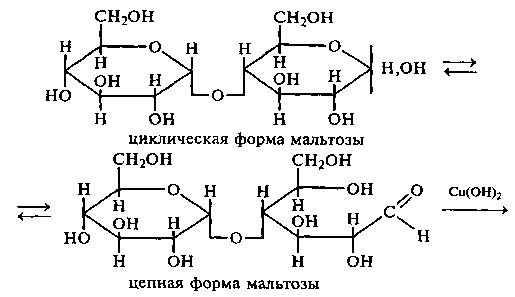 CH₂OH CH₂OH
H O H H O
H H H,OH
OH H OH H
HO O
H OH H OH
циклическая форма мальтозы
CH₂OH CH₂OH
H O H H OH C O Cu(OH)₂
H H H
OH H OH H
HO O
H OH H OH
цепная форма мальтозы